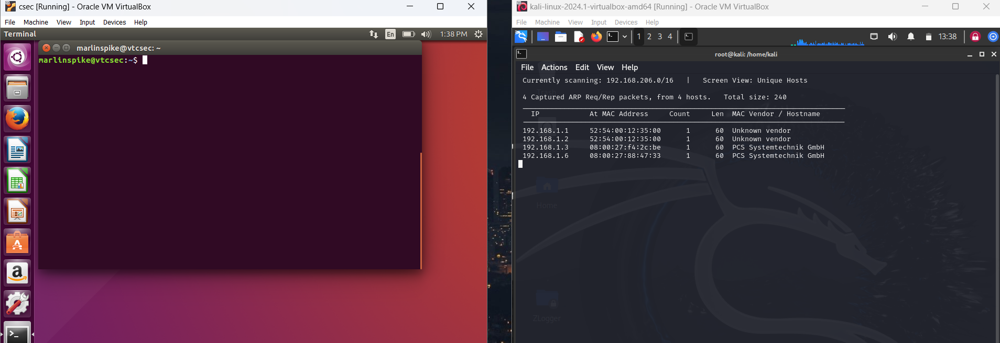 csec [Running] - Oracle VM VirtualBox
File Machine View Input Devices Help
Terminal En 1:38 PM
marlinspike@vtcsec: ~
marlinspike@vtcsec:~$
a
kali-linux-2024.1-virtualbox-amd64 [Running] - Oracle VM VirtualBox
File Machine View Input Devices Help
1 2 3 4 13:38
root@kali: /home/kali
File Actions Edit View Help
Currently scanning: 192.168.206.0/16 | Screen View: Unique Hosts
Trash
4 Captured ARP Req/Rep packets, from 4 hosts. Total size: 240
IP At MAC Address Count Len MAC Vendor / Hostname
192.168.1.1 52:54:00:12:35:00 1 60 Unknown vendor
192.168.1.2 52:54:00:12:35:00 1 60 Unknown vendor
192.168.1.3 08:00:27:f4:2c:be 1 60 PCS Systemtechnik GmbH
192.168.1.6 08:00:27:88:47:33 1 60 PCS Systemtechnik GmbH
Home
ZLogger